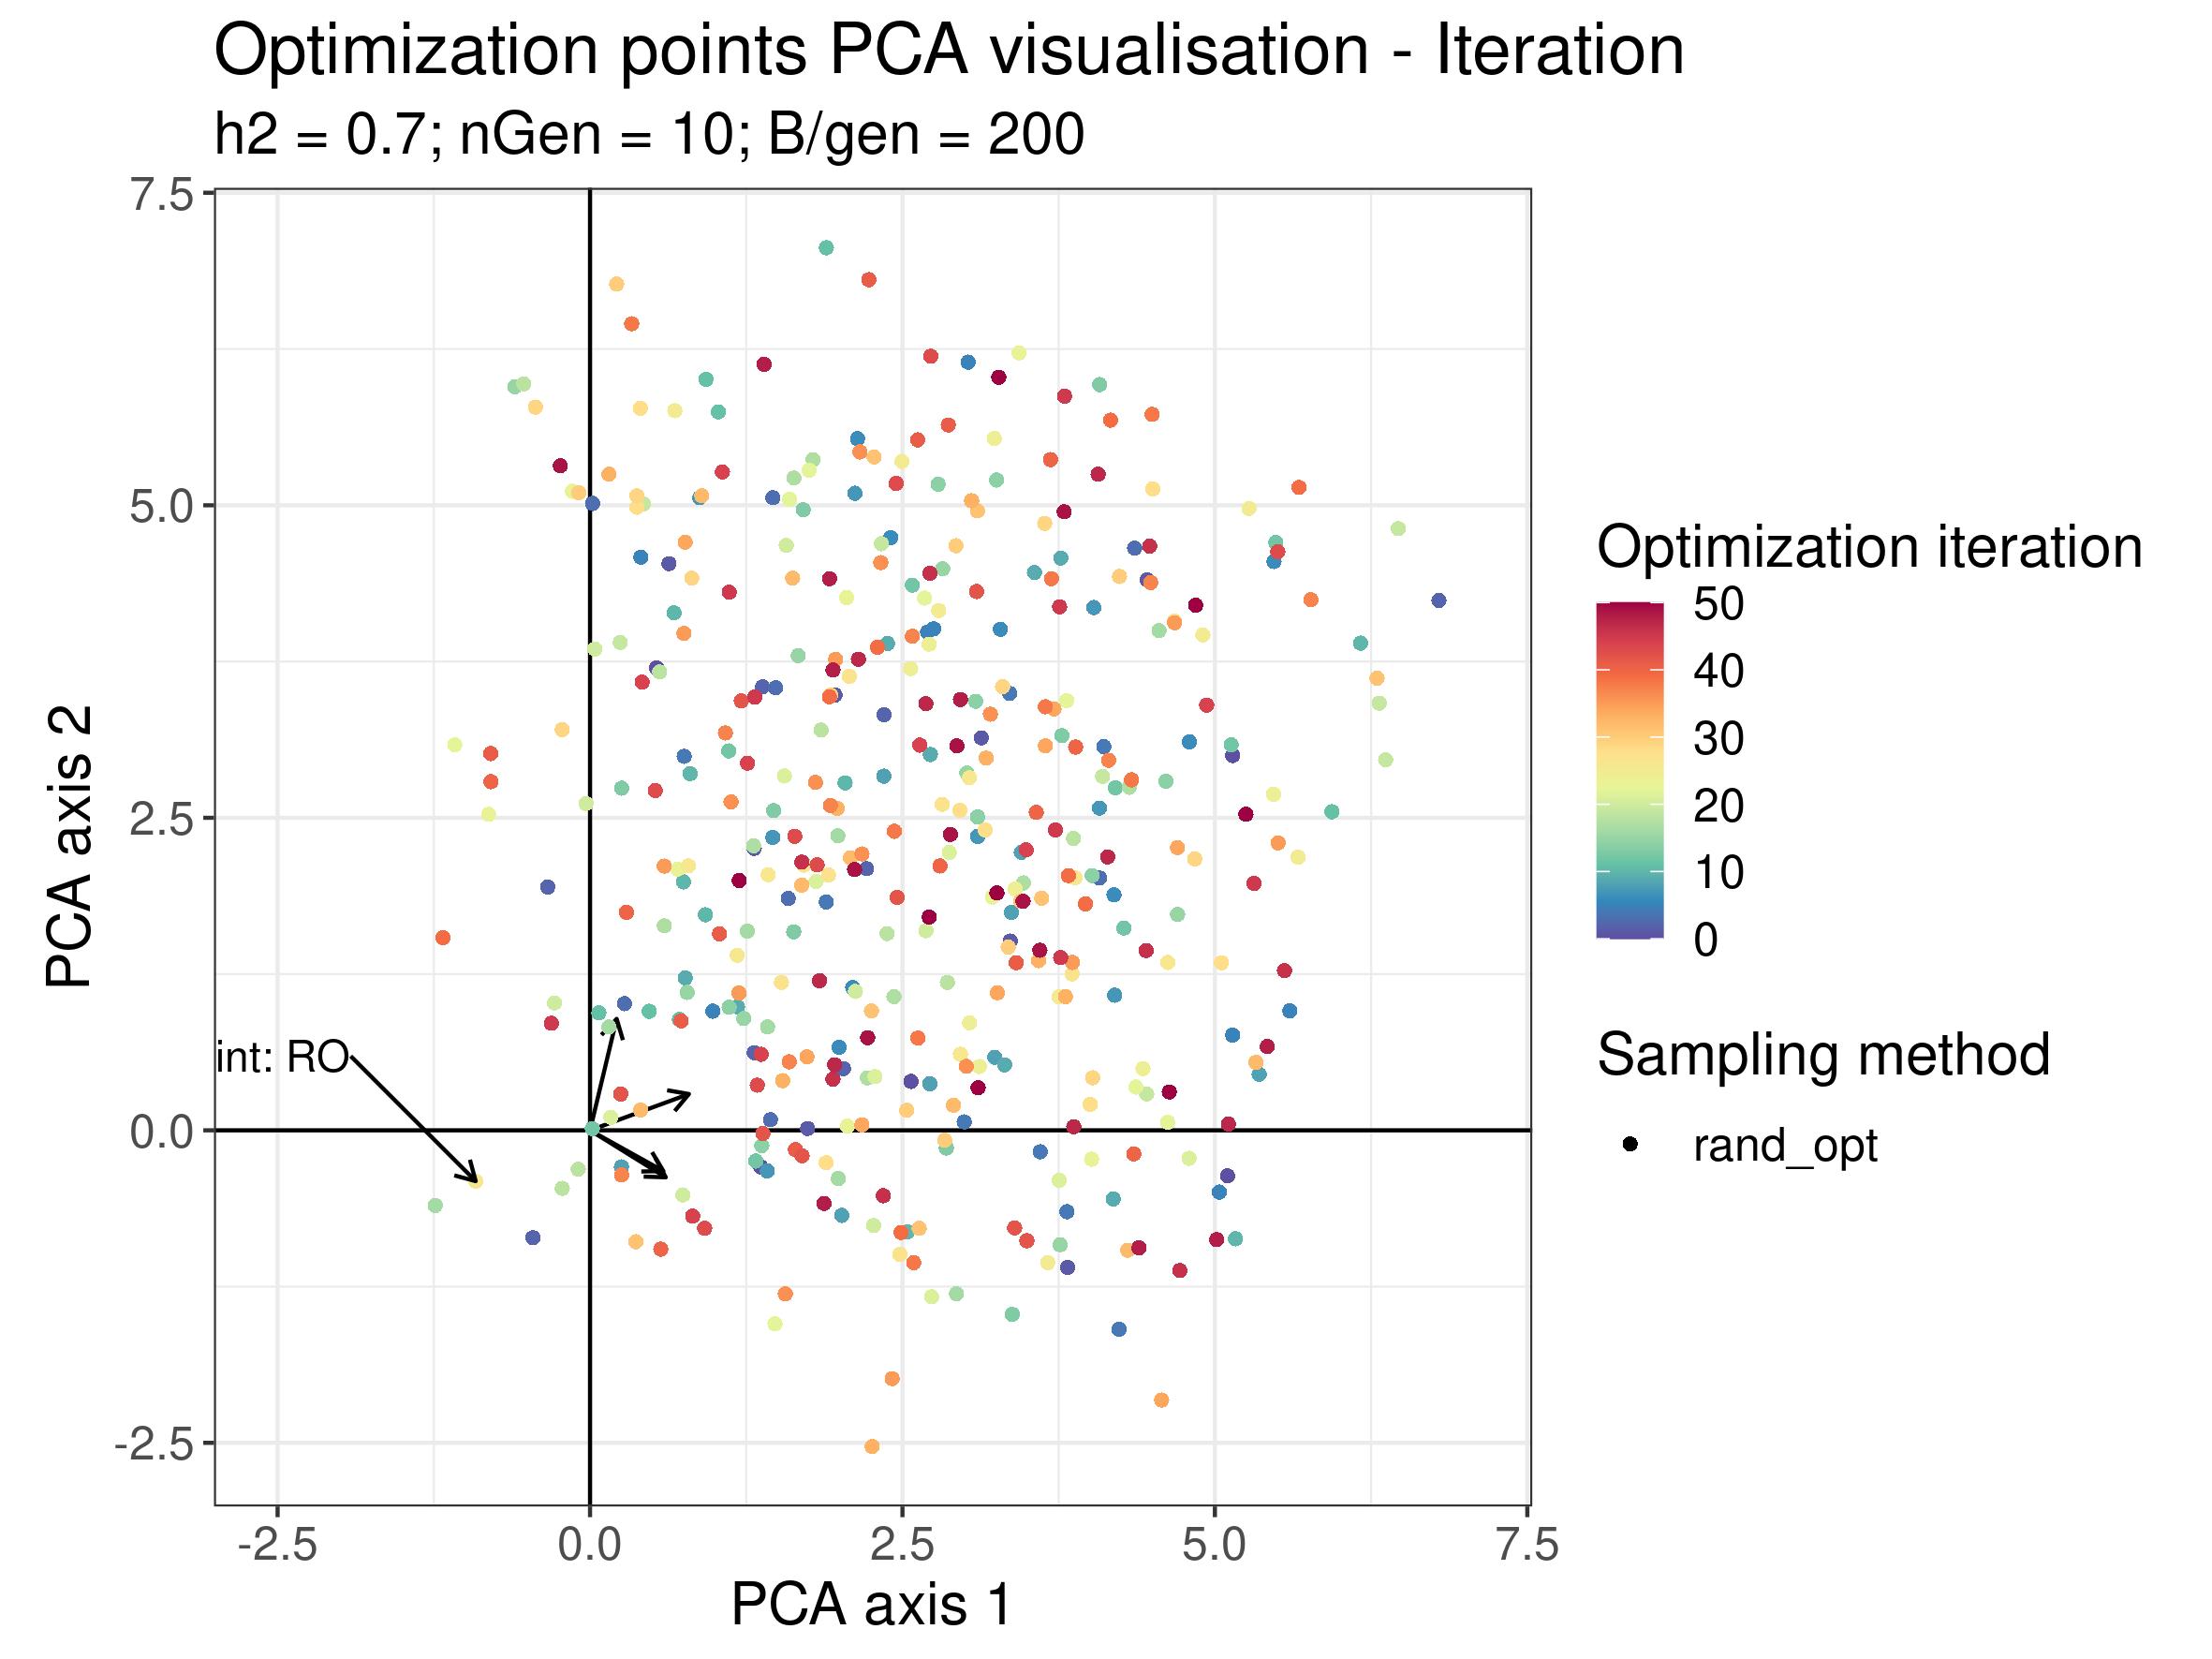 Optimization points PCA visualisation - Iteration
h2 = 0.7; nGen = 10; B/gen = 200
7.5
5.0
2.5
0.0
-2.5
PCA axis 2
int: RO
-2.5
0.0
2.5
5.0
7.5
PCA axis 1
Optimization iteration
50
40
30
20
10
0
Sampling method
rand_opt